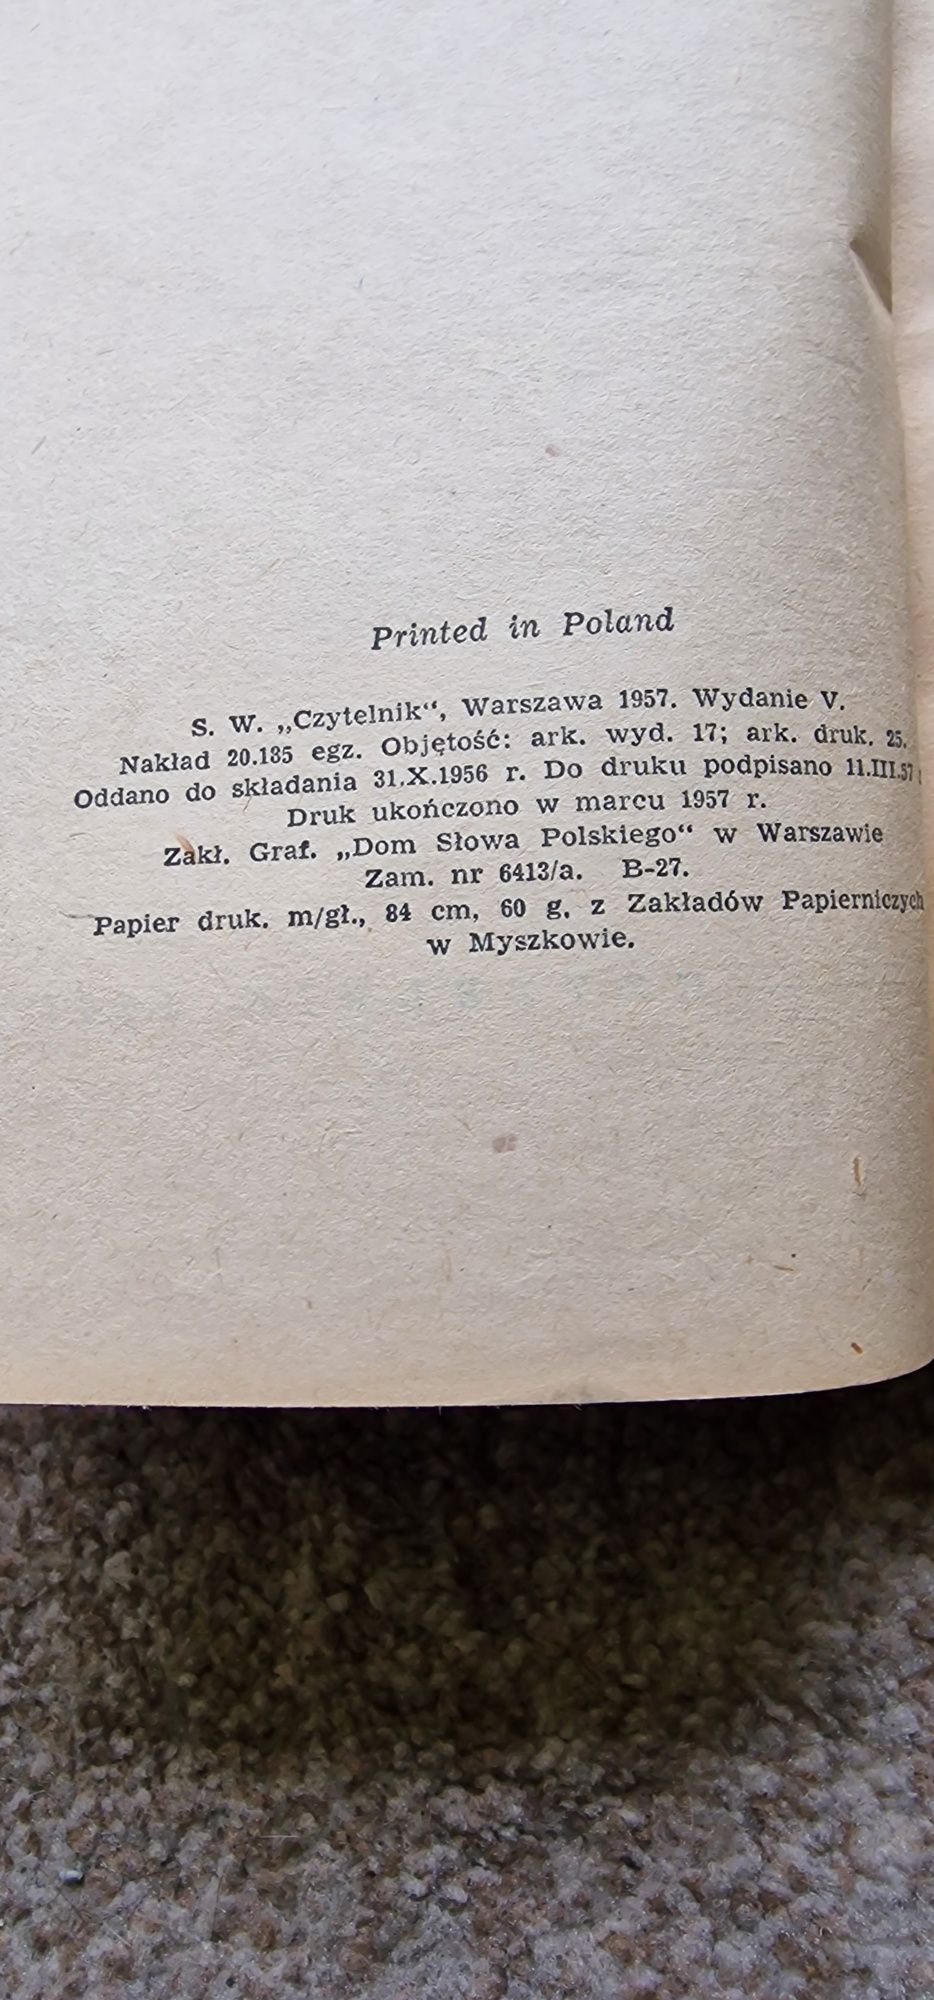 Printed in Poland
S. W. „Czytelnik“, Warszawa 1957. Wydanie V.
Nakład 20.185 egz. Objętość: ark. wyd. 17; ark. druk. 25.
Oddano do składania 31.X.1956 r. Do druku podpisano 11.III.57
Druk ukończono w marcu 1957 r.
Zakł. Graf. „Dom Słowa Polskiego“ w Warszawie
Zam. nr 6413/a. B-27.
Papier druk. m/gł., 84 cm, 60 g. z Zakładów Papierniczych
w Myszkowie.